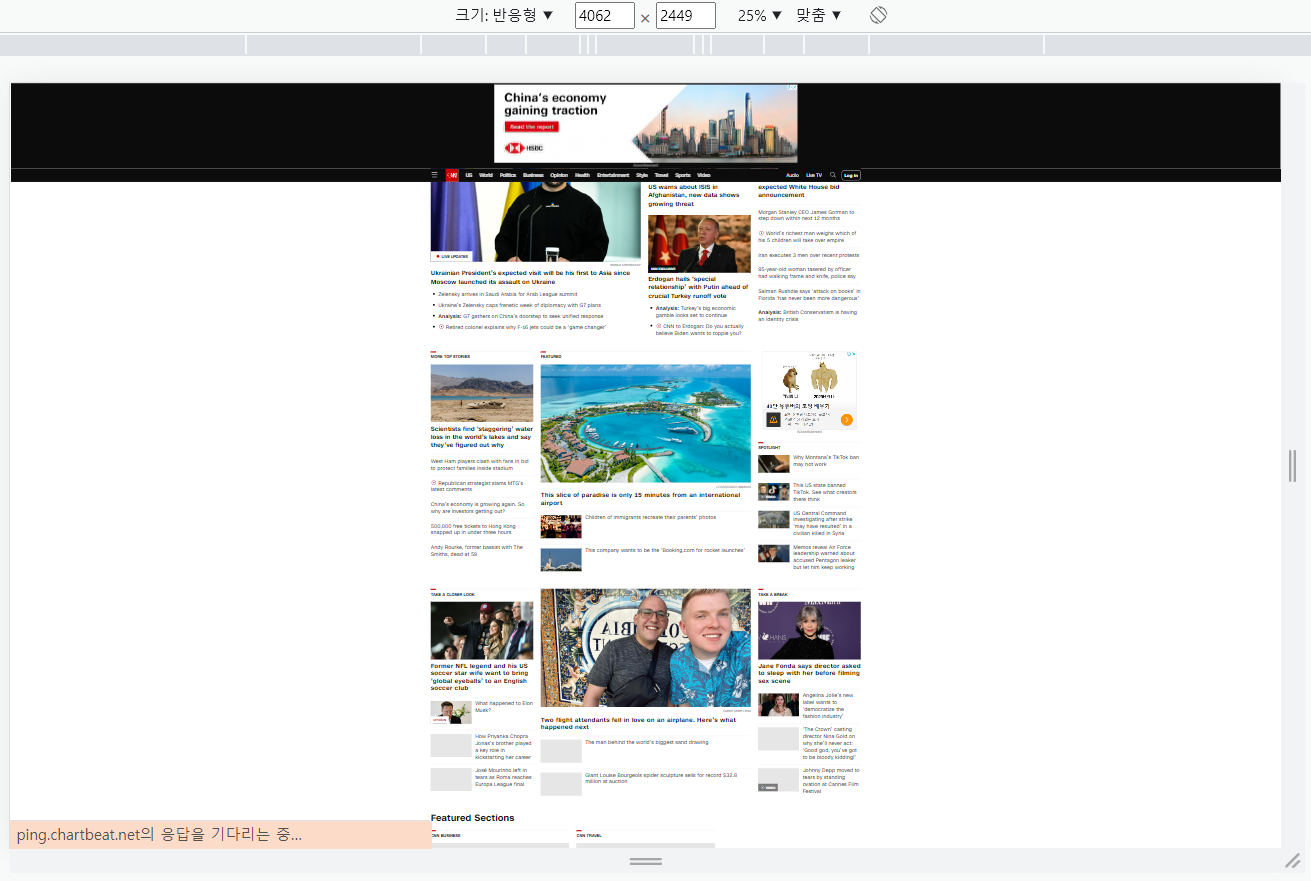 크기: 반응형 ▼ 4062 × 2449 25% ▼ 맞춤 ▼
China's economy
gaining traction
Read the report
HSBC
Advertisement
CNN US World Politics Business Opinion Health Entertainment Style Travel Sports Video Audio Live TV Log In
LIVE UPDATES
Ukrainian President's expected visit will be his first to Asia since
Moscow launched its assault on Ukraine
Zelensky arrives in Saudi Arabia for Arab League summit
Ukraine's Zelensky caps frenetic week of diplomacy with G7 plans
Analysis: G7 gathers on China's doorstep to seek unified response
Retired colonel explains why F-16 jets could be a 'game changer'
US warns about ISIS in
Afghanistan, new data shows
growing threat
CNN EXCLUSIVE
Erdogan hails 'special
relationship' with Putin ahead of
crucial Turkey runoff vote
Analysis: Turkey's big economic
gamble looks set to continue
CNN to Erdogan: Do you actually
believe Biden wants to topple you?
expected White House bid
announcement
Morgan Stanley CEO James Gorman to
step down within next 12 months
World's richest man weighs which of
his 5 children will take over empire
Iran executes 3 men over recent protests
95-year-old woman tasered by officer
had walking frame and knife, police say
Salman Rushdie says 'attack on books' in
Florida 'has never been more dangerous'
Analysis: British Conservatism is having
an identity crisis
MORE TOP STORIES
Scientists find 'staggering' water
loss in the world's lakes and say
they've figured out why
West Ham players clash with fans in bid
to protect families inside stadium
Republican strategist slams MTG's
latest comments
China's economy is growing again. So
why are investors getting out?
500,000 free tickets to Hong Kong
snapped up in under three hours
Andy Rourke, former bassist with The
Smiths, dead at 59
FEATURED
This slice of paradise is only 15 minutes from an international
airport
Children of immigrants recreate their parents' photos
This company wants to be the 'Booking.com for rocket launches'
Advertisement
SPOTLIGHT
Why Montana's TikTok ban
may not work
VIDEO
This US state banned
TikTok. See what creators
there think
US Central Command
investigating after strike
'may have resulted' in a
civilian killed in Syria
Memos reveal Air Force
leadership warned about
accused Pentagon leaker
but let him keep working
TAKE A CLOSER LOOK
Former NFL legend and his US
soccer star wife want to bring
'global eyeballs' to an English
soccer club
OPINION
What happened to Elon
Musk?
How Priyanka Chopra
Jonas's brother played
a key role in
kickstarting her career
José Mourinho left in
tears as Roma reaches
Europa League final
Two flight attendants fell in love on an airplane. Here's what
happened next
The man behind the world's biggest sand drawing
Giant Louise Bourgeois spider sculpture sells for record $32.8
million at auction
TAKE A BREAK
Jane Fonda says director asked
to sleep with her before filming
sex scene
Angelina Jolie's new
label wants to
'democratize the
fashion industry'
'The Crown' casting
director Nina Gold on
why she'll never act:
'Good god, you've got
to be bloody kidding!'
VIDEO
Johnny Depp moved to
tears by standing
ovation at Cannes Film
Festival
Featured Sections
CNN BUSINESS
CNN TRAVEL
ping.chartbeat.net의 응답을 기다리는 중...